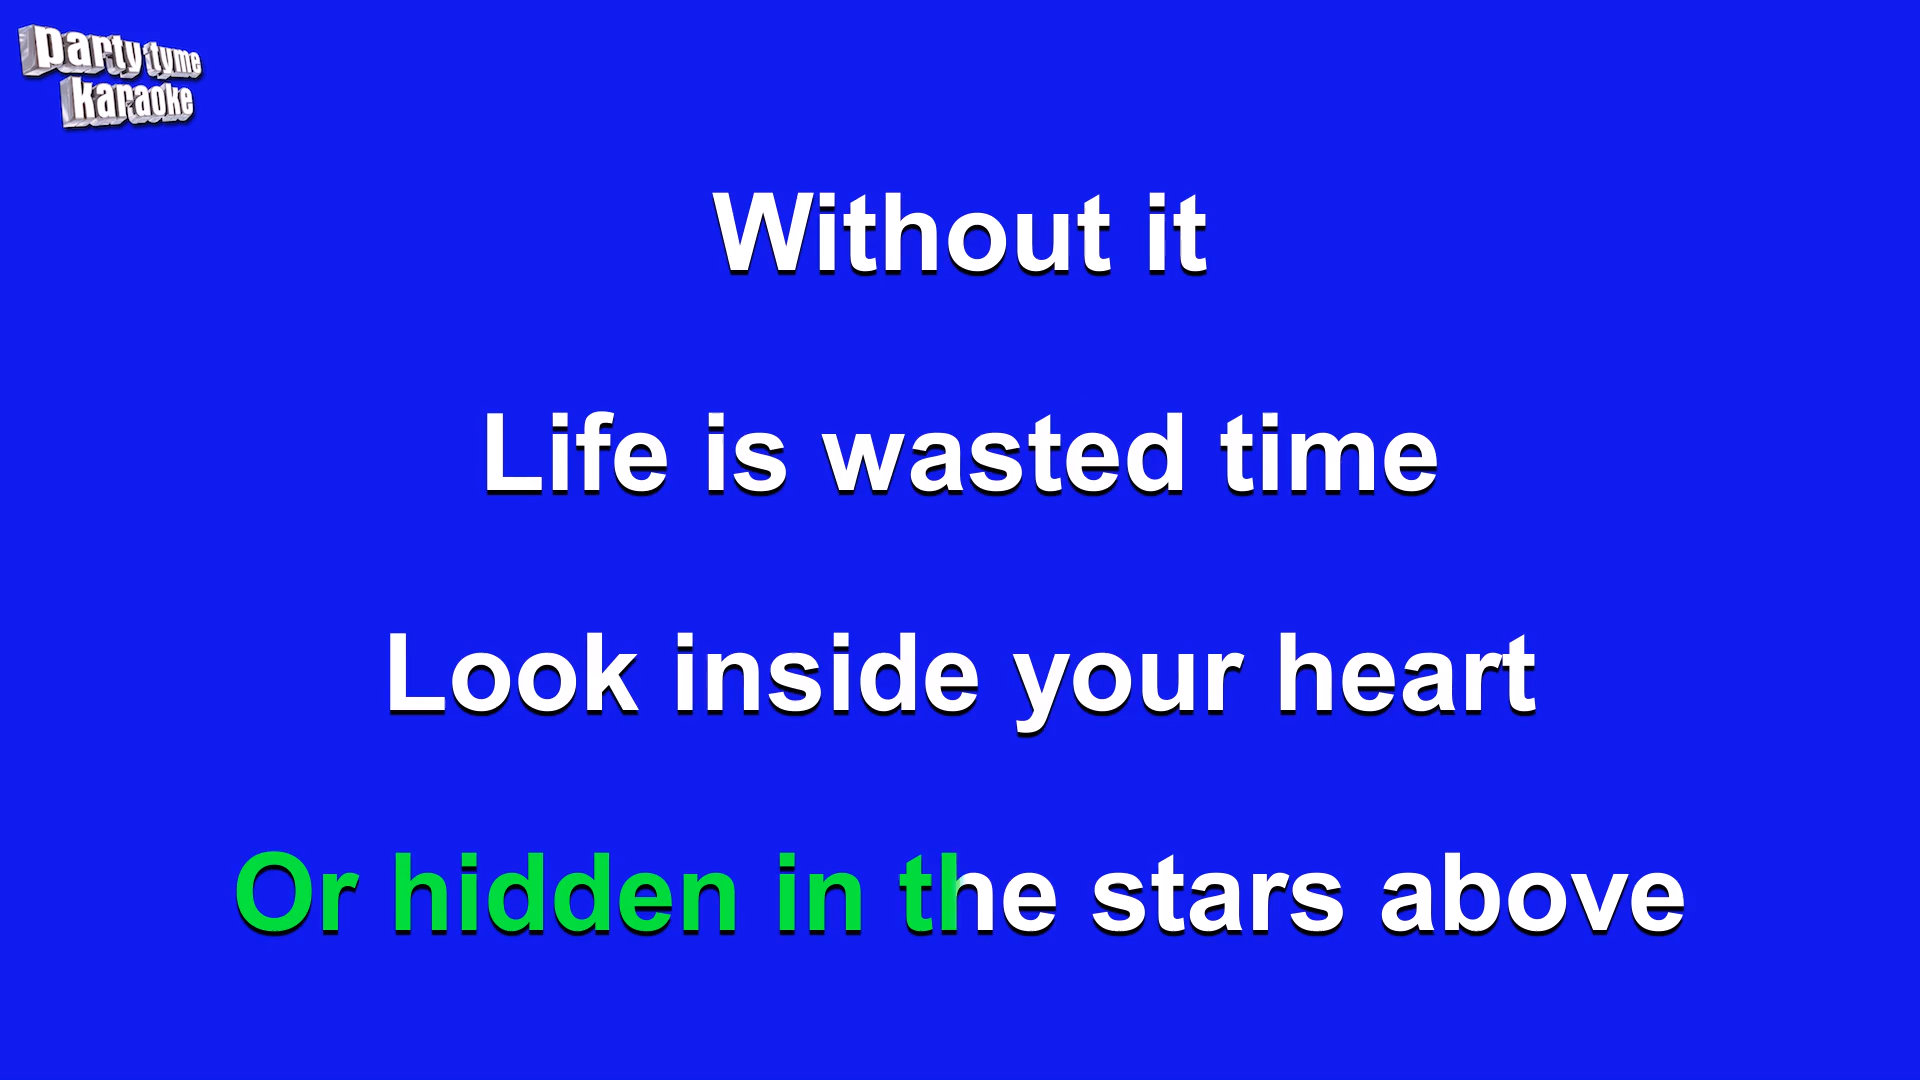 party tyme
karaoke
Without it
Life is wasted time
Look inside your heart
Or hidden in the stars above